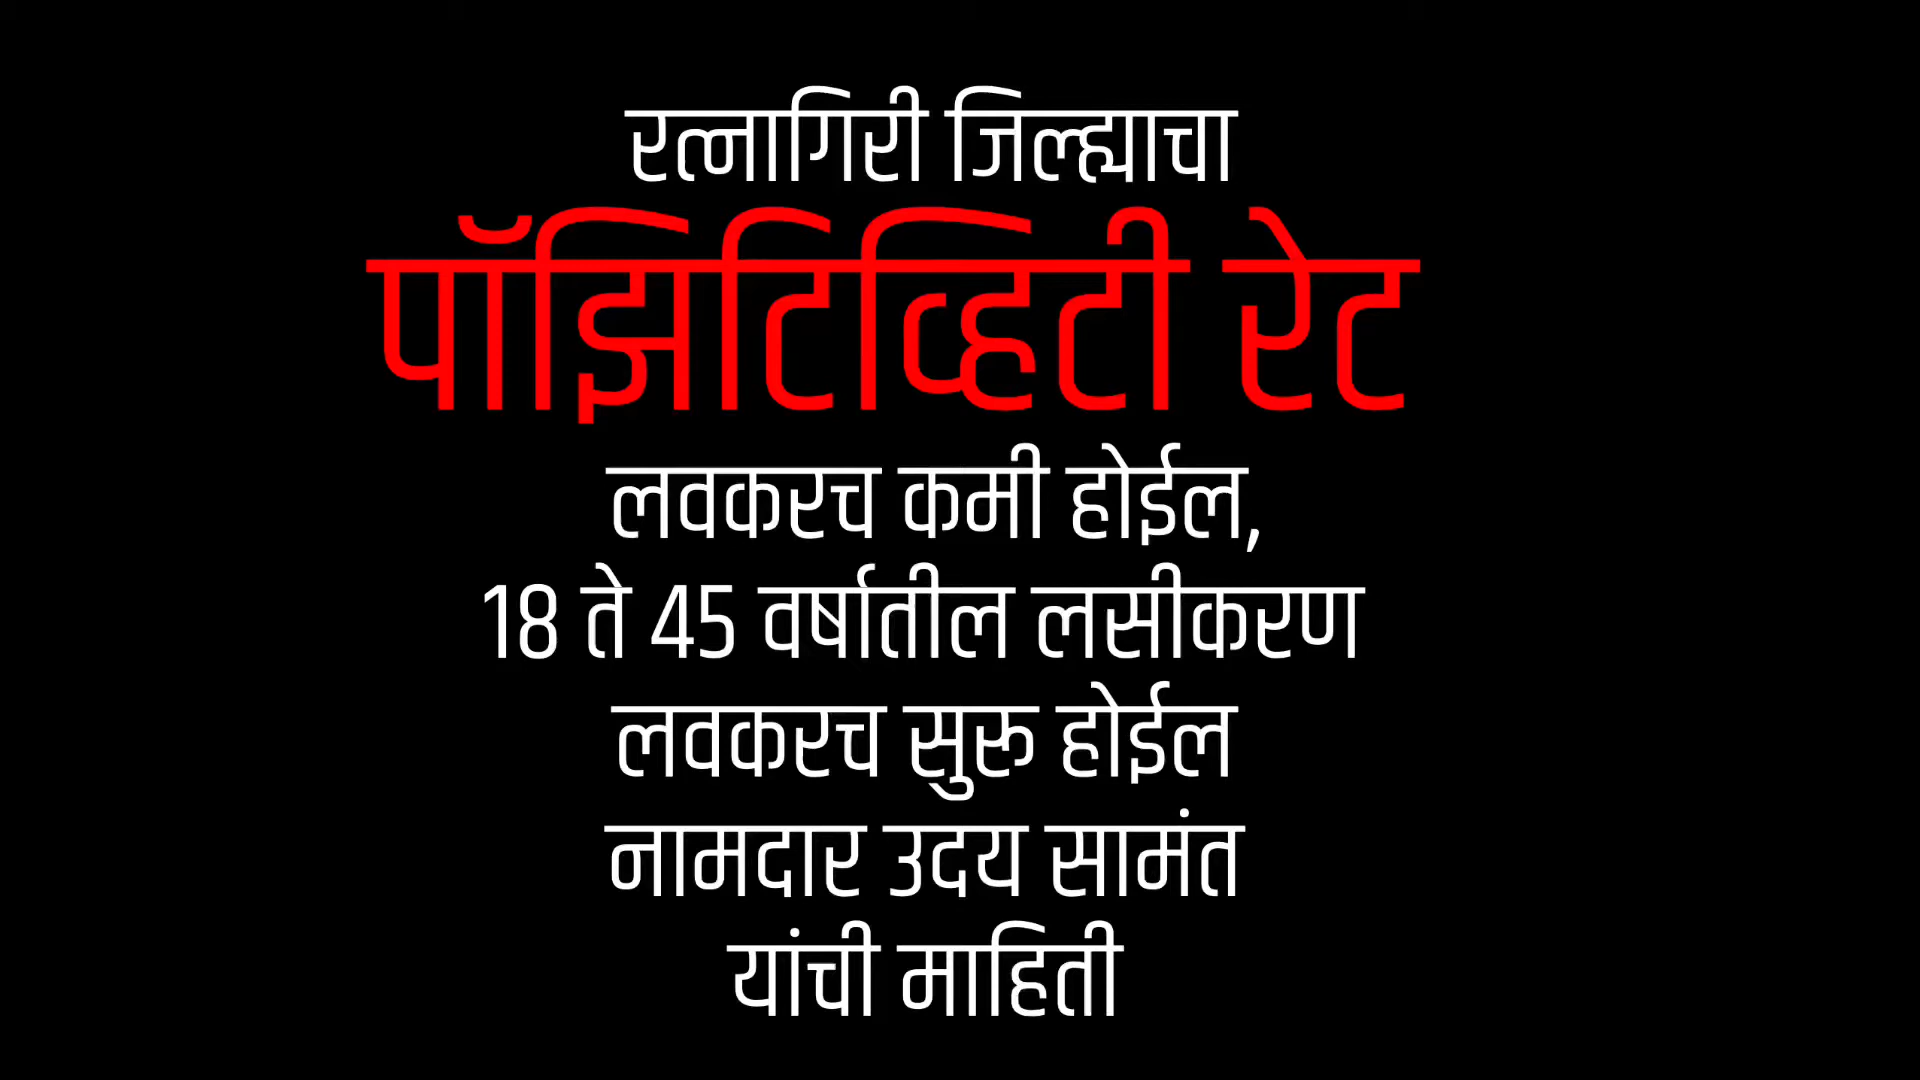 रत्नागिरी जिल्ह्याचा
पॉझिटिव्हिटी रेट
लवकरच कमी होईल,
18 ते 45 वर्षातील लसीकरण
लवकरच सुरू होईल
नामदार उदय सामंत
यांची माहिती